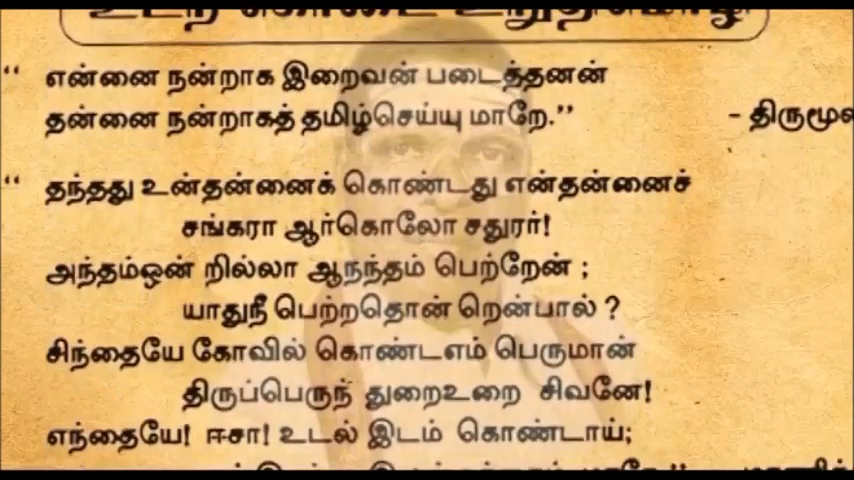 “ என்னை நன்றாக இறைவன் படைத்தனன்
தன்னை நன்றாகத் தமிழ்செய்யு மாறே.” - திருமூல
“ தந்தது உன்தன்னைக் கொண்டது என்தன்னைச்
சங்கரா ஆர்கொலோ சதுரர்!
அந்தம்ஒன் றில்லா ஆநந்தம் பெற்றேன் ;
யாதுநீ பெற்றதொன் றென்பால் ?
சிந்தையே கோவில் கொண்டஎம் பெருமான்
திருப்பெருந் துறைஉறை சிவனே!
எந்தையே! ஈசா! உடல் இடம் கொண்டாய்;